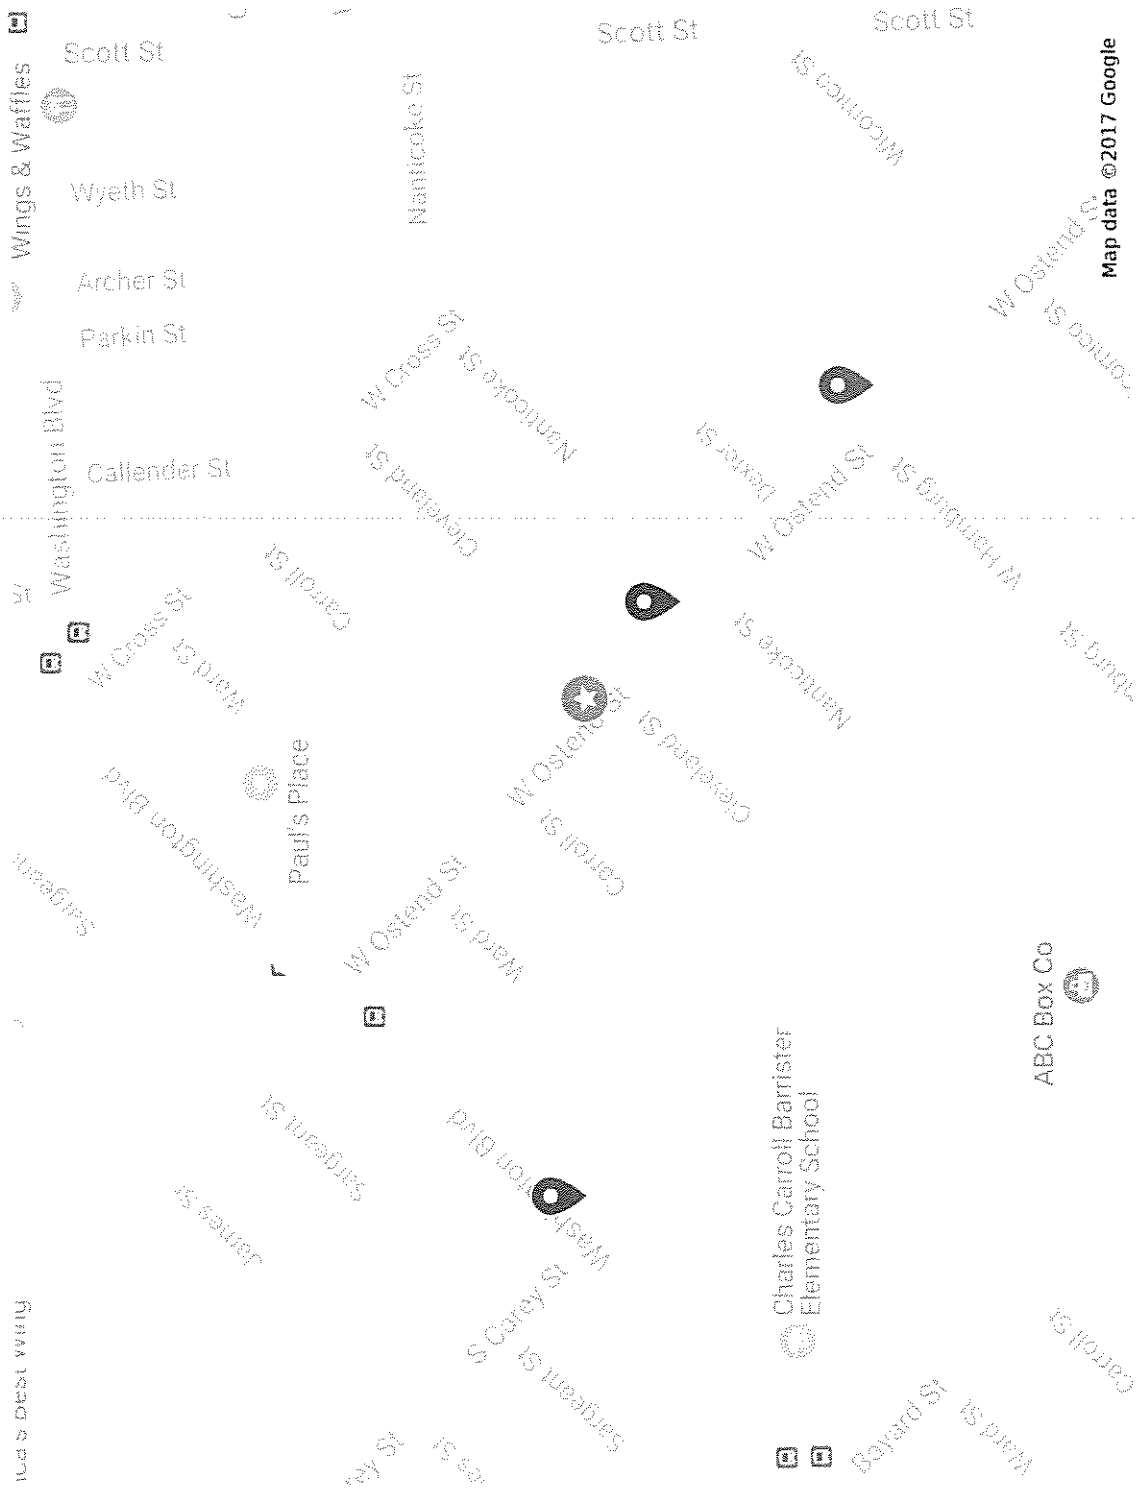 Scott St
Scott St
Scott St
Wings & Waffles
Nanticoke St
Wicomico St
Map data ©2017 Google
Wyeth St
W Ostend St
Archer St
Parkin St
W Cross St
Nanticoke St
Washington Blvd
Callender St
Cleveland St
Dexter St
W Ostend St
W Hamburg St
St
Carroll St
W Cross St
Ward St
Nanticoke St
W Ostend St
Cleveland St
Washington Blvd
Paul's Place
Carroll St
W Ostend St
Ward St
ABC Box Co
Charles Carroll Barrister
Elementary School
Sargeant St
James St
S Carey St
Sargeant St
Carroll St
Bayard St
Ward St